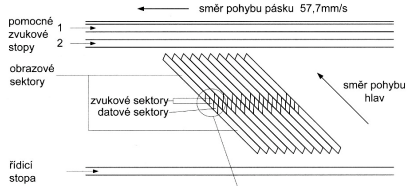 směr pohybu pásku 57,7mm/s
pomocné
zvukové
stopy
1
2
obrazové
sektory
zvukové sektory
datové sektory
směr pohybu
hlav
řídicí
stopa